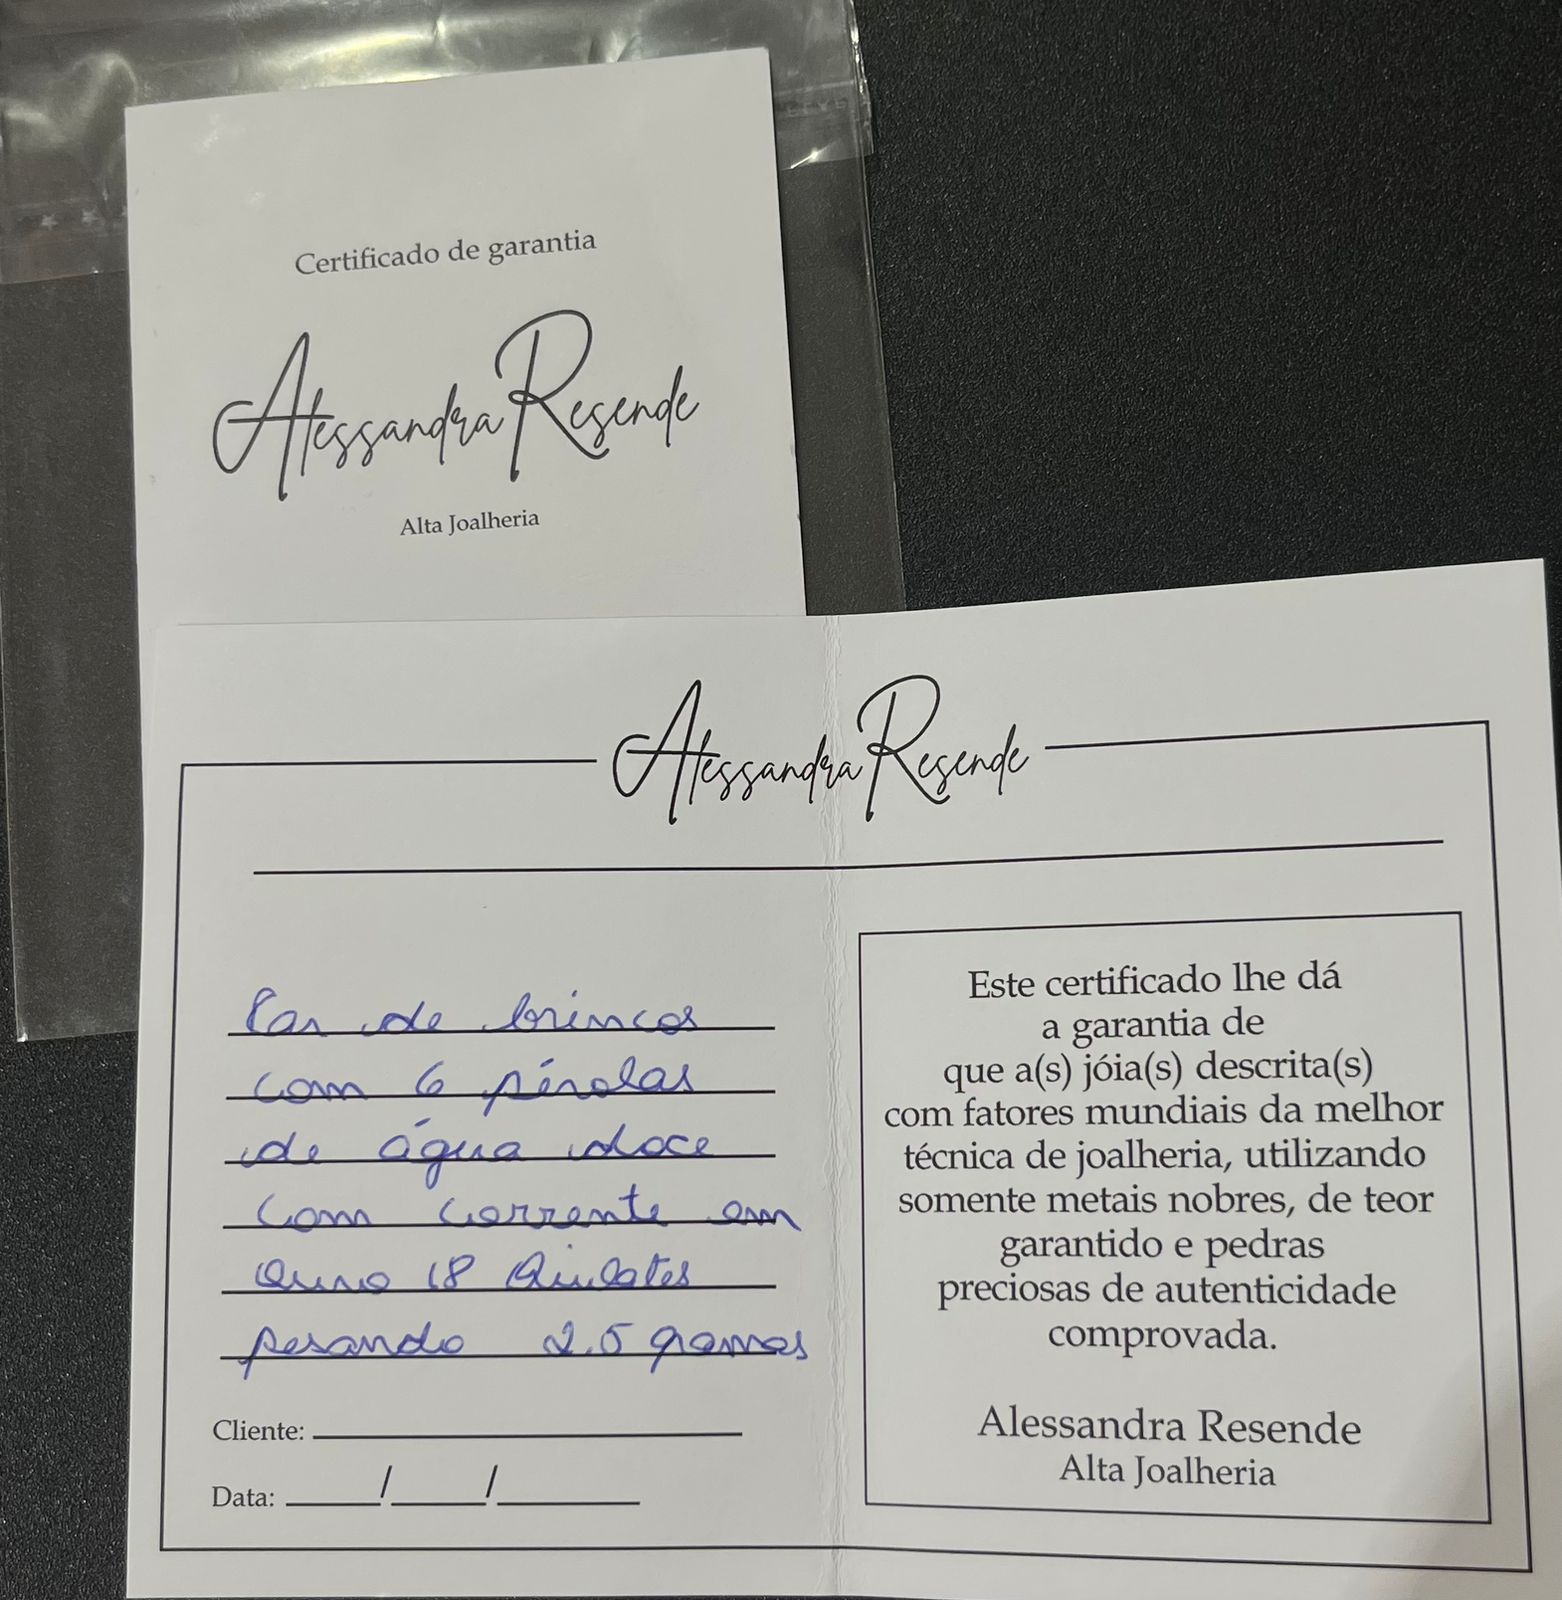 Certificado de garantia
Alessandra Resende
Alta Joalheria
Alessandra Resende
Par de brincos
com 6 pérolas
de água doce
com corrente em
ouro 18 Quilates
pesando 2.5 gramas
Cliente:
Data: / /
Este certificado lhe dá
a garantia de
que a(s) jóia(s) descrita(s)
com fatores mundiais da melhor
técnica de joalheria, utilizando
somente metais nobres, de teor
garantido e pedras
preciosas de autenticidade
comprovada.
Alessandra Resende
Alta Joalheria